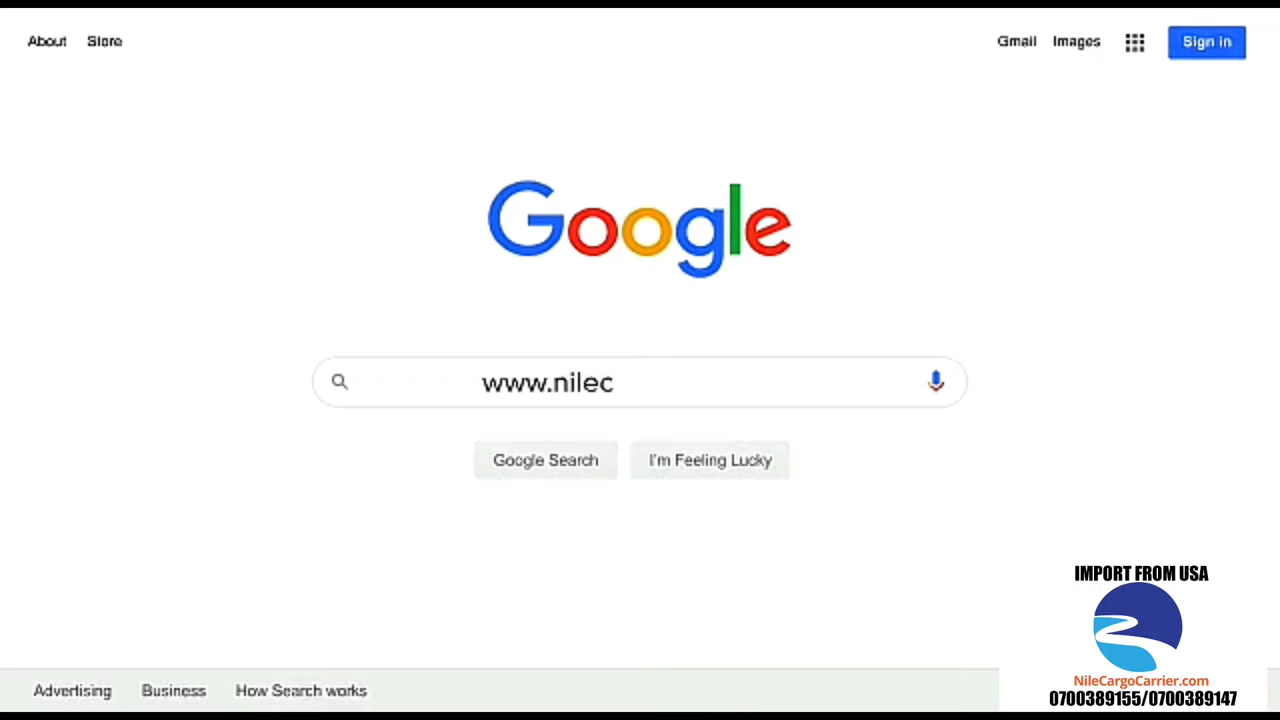 About Store Gmail Images Sign in
Google
www.nilec
Google Search I'm Feeling Lucky
IMPORT FROM USA
NileCargoCarrier.com
0700389155/0700389147
Advertising Business How Search works